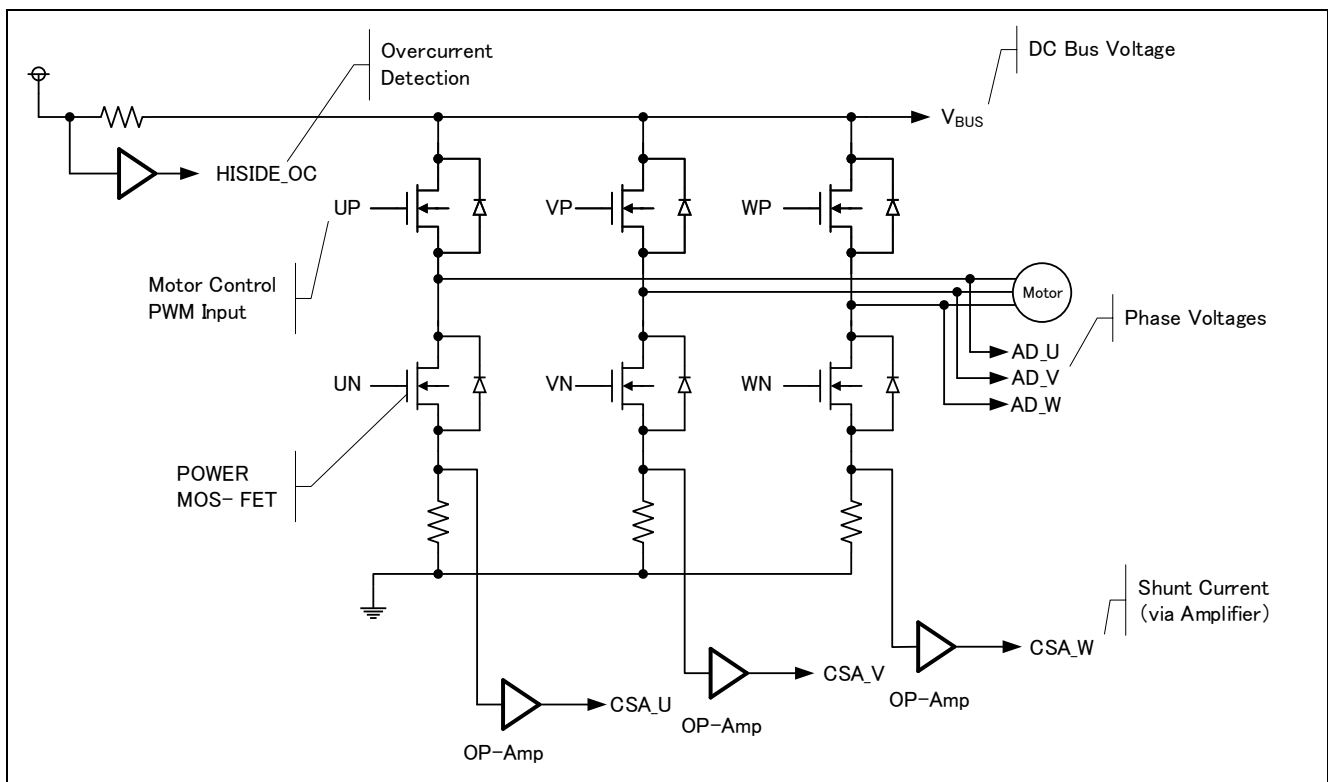 Overcurrent
Detection
DC Bus Voltage
VBUS
HISIDE_OC
UP
VP
WP
Motor Control
PWM Input
Motor
Phase Voltages
AD_U
AD_V
AD_W
UN
VN
WN
POWER
MOS- FET
Shunt Current
(via Amplifier)
CSA_W
CSA_V
CSA_U
OP-Amp
OP-Amp
OP-Amp